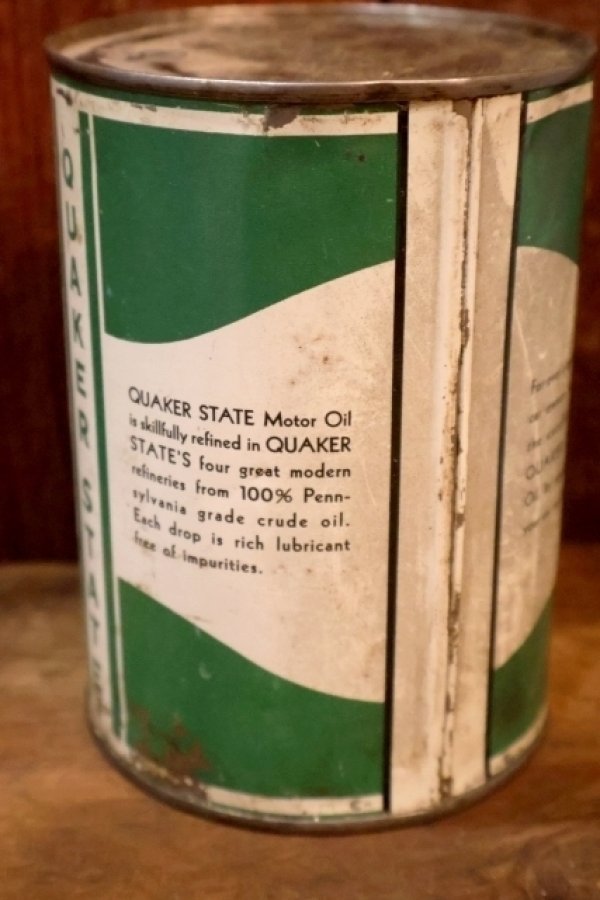 QUAKER STATE
QUAKER STATE Motor Oil
is skillfully refined in QUAKER
STATE'S four great modern
refineries from 100% Penn-
sylvania grade crude oil.
Each drop is rich lubricant
free of impurities.